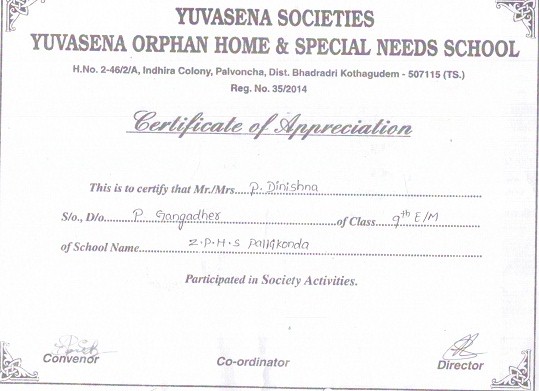 YUVASENA SOCIETIES
YUVASENA ORPHAN HOME & SPECIAL NEEDS SCHOOL
H.No. 2-46/2/A, Indhira Colony, Palvoncha, Dist. Bhadradri Kothagudem - 507115 (TS.)
Reg. No. 35/2014
Certificate of Appreciation
This is to certify that Mr./Mrs. P. Dinishna
S/o., D/o. P Gangadher of Class. 9th E/M
of School Name. Z.P.H.S
Participated in Society Activities.
Convenor Co-ordinator Director